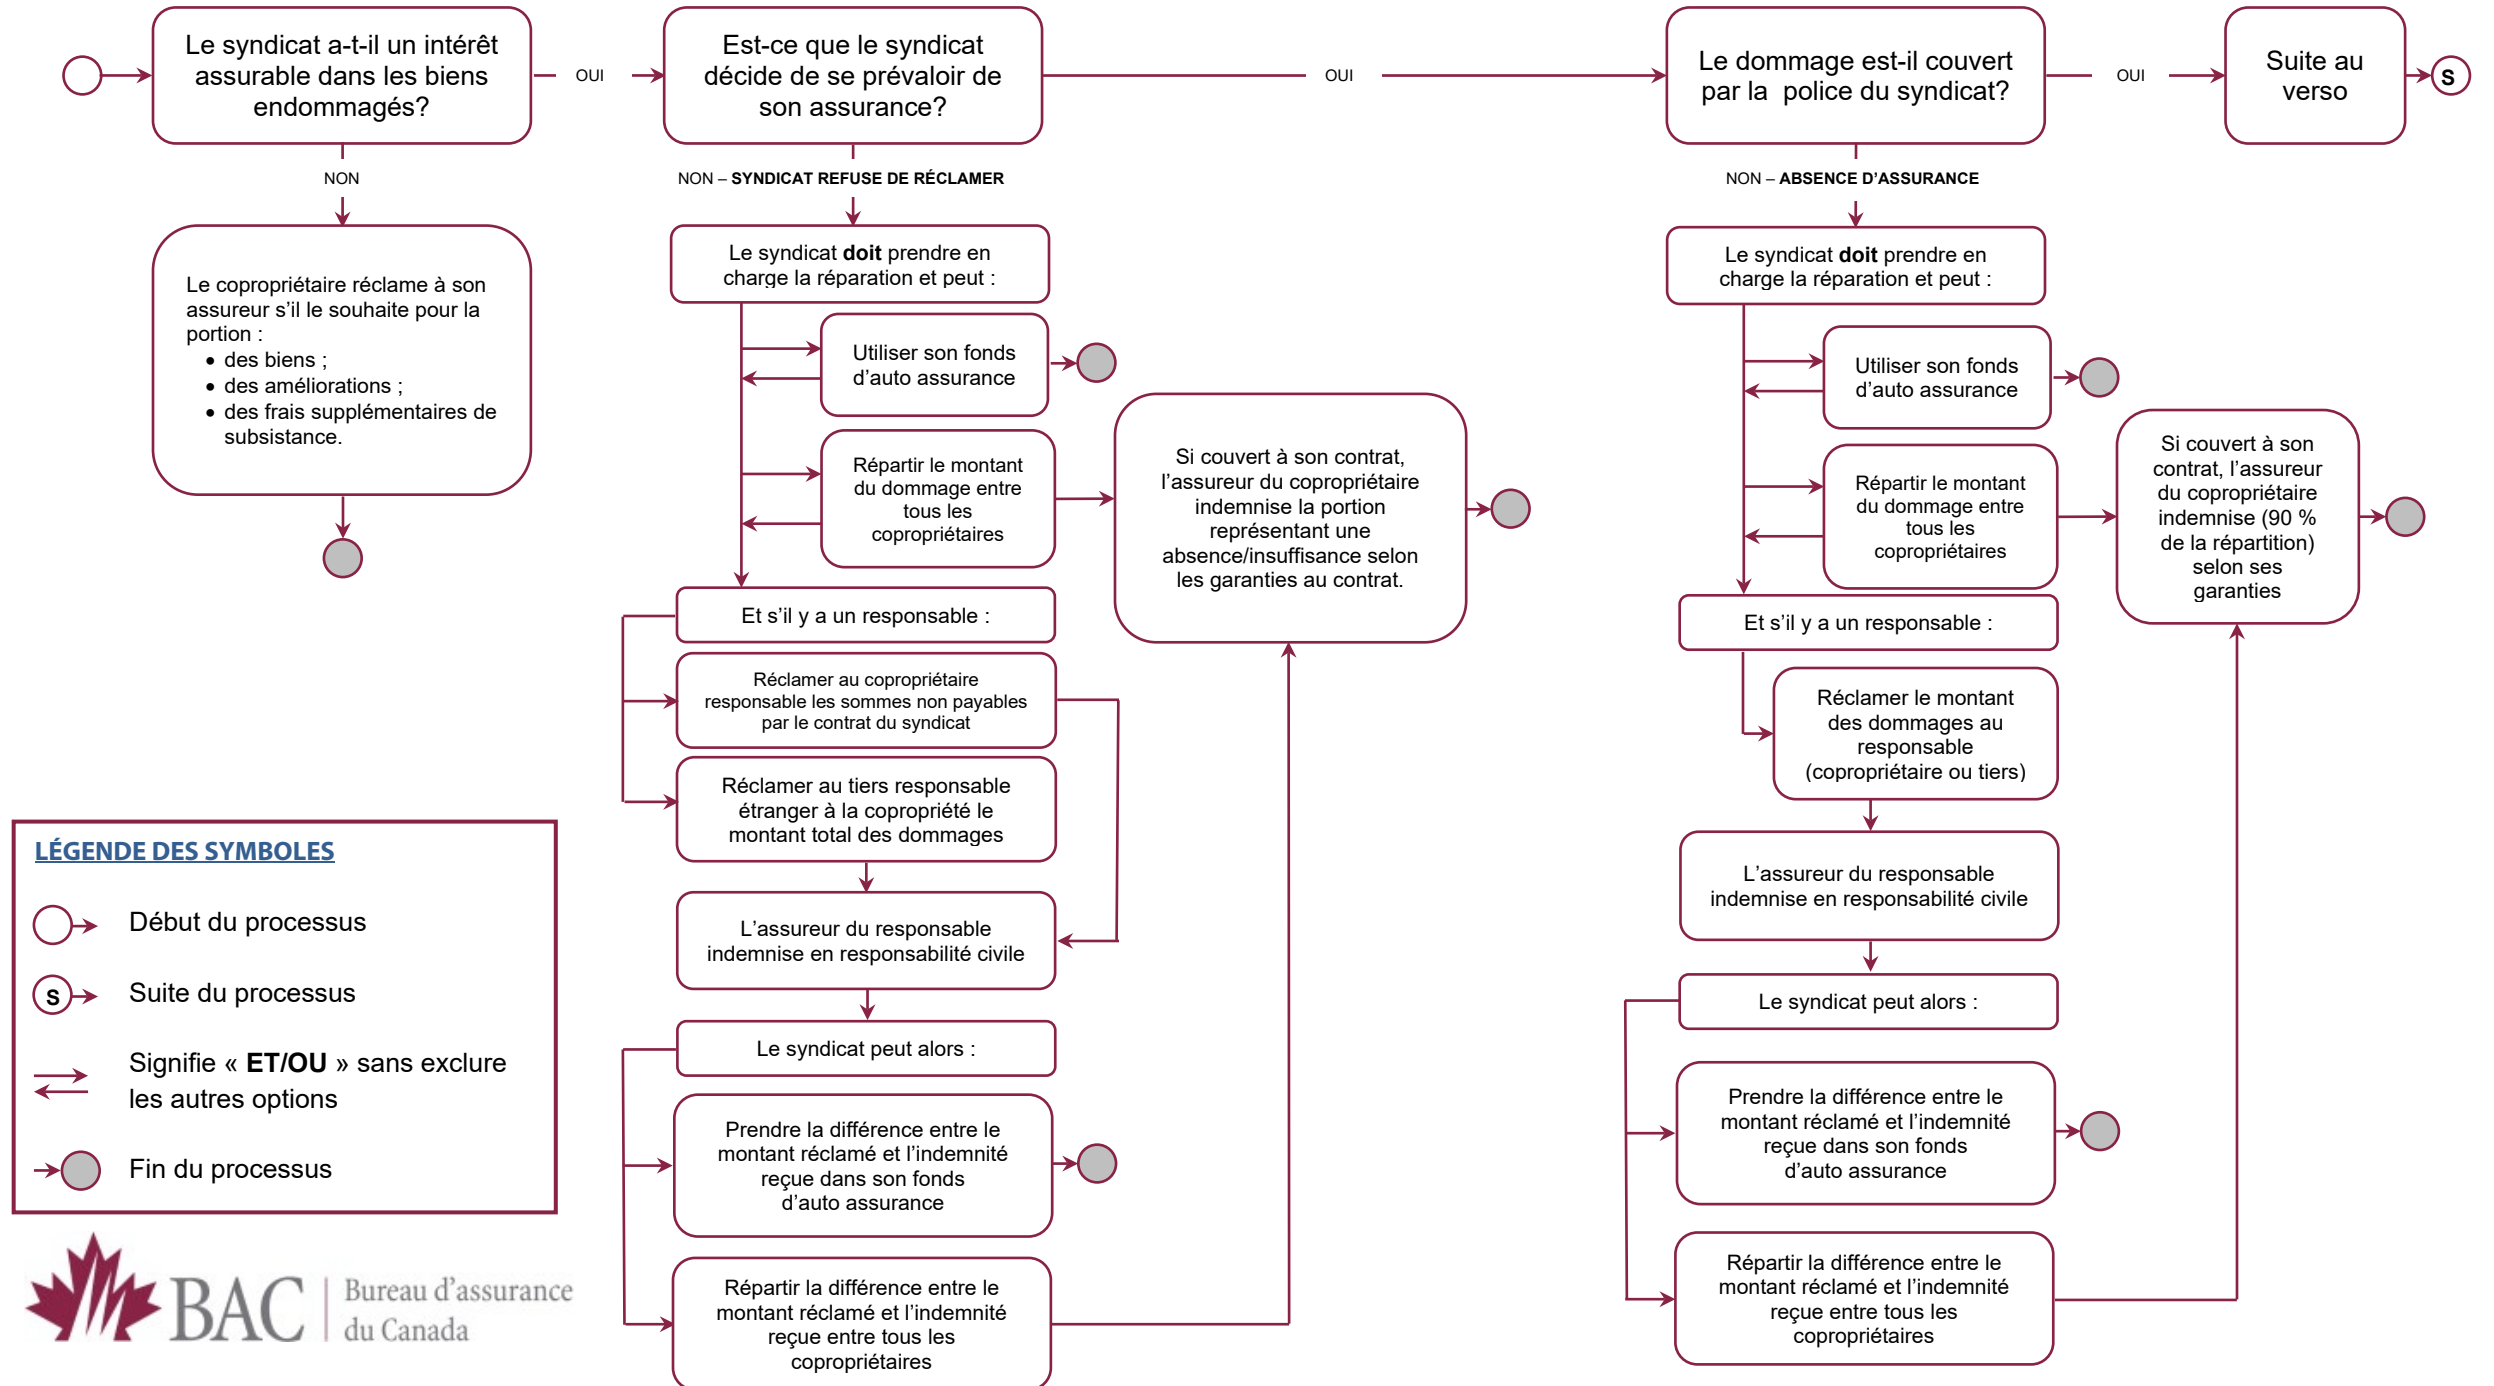 Le syndicat a-t-il un intérêt
assurable dans les biens
endommagés?
OUI
Est-ce que le syndicat
décide de se prévaloir de
son assurance?
OUI
Le dommage est-il couvert
par la police du syndicat?
OUI
Suite au
verso
S
NON
NON – SYNDICAT REFUSE DE RÉCLAMER
NON – ABSENCE D'ASSURANCE
Le copropriétaire réclame à son
assureur s'il le souhaite pour la
portion :
• des biens ;
• des améliorations ;
• des frais supplémentaires de
subsistance.
Le syndicat doit prendre en
charge la réparation et peut :
Utiliser son fonds
d'auto assurance
Répartir le montant
du dommage entre
tous les
copropriétaires
Si couvert à son contrat,
l'assureur du copropriétaire
indemnise la portion
représentant une
absence/insuffisance selon
les garanties au contrat.
Et s'il y a un responsable :
Réclamer au copropriétaire
responsable les sommes non payables
par le contrat du syndicat
Réclamer au tiers responsable
étranger à la copropriété le
montant total des dommages
L'assureur du responsable
indemnise en responsabilité civile
Le syndicat peut alors :
Prendre la différence entre le
montant réclamé et l'indemnité
reçue dans son fonds
d'auto assurance
Répartir la différence entre le
montant réclamé et l'indemnité
reçue entre tous les
copropriétaires
Le syndicat doit prendre en
charge la réparation et peut :
Utiliser son fonds
d'auto assurance
Répartir le montant
du dommage entre
tous les
copropriétaires
Si couvert à son
contrat, l'assureur
du copropriétaire
indemnise (90 %
de la répartition)
selon ses
garanties
Et s'il y a un responsable :
Réclamer le montant
des dommages au
responsable
(copropriétaire ou tiers)
L'assureur du responsable
indemnise en responsabilité civile
Le syndicat peut alors :
Prendre la différence entre le
montant réclamé et l'indemnité
reçue dans son fonds
d'auto assurance
Répartir la différence entre le
montant réclamé et l'indemnité
reçue entre tous les
copropriétaires
LÉGENDE DES SYMBOLES
Début du processus
S
Suite du processus
Signifie « ET/OU » sans exclure
les autres options
Fin du processus
BAC
Bureau d'assurance
du Canada